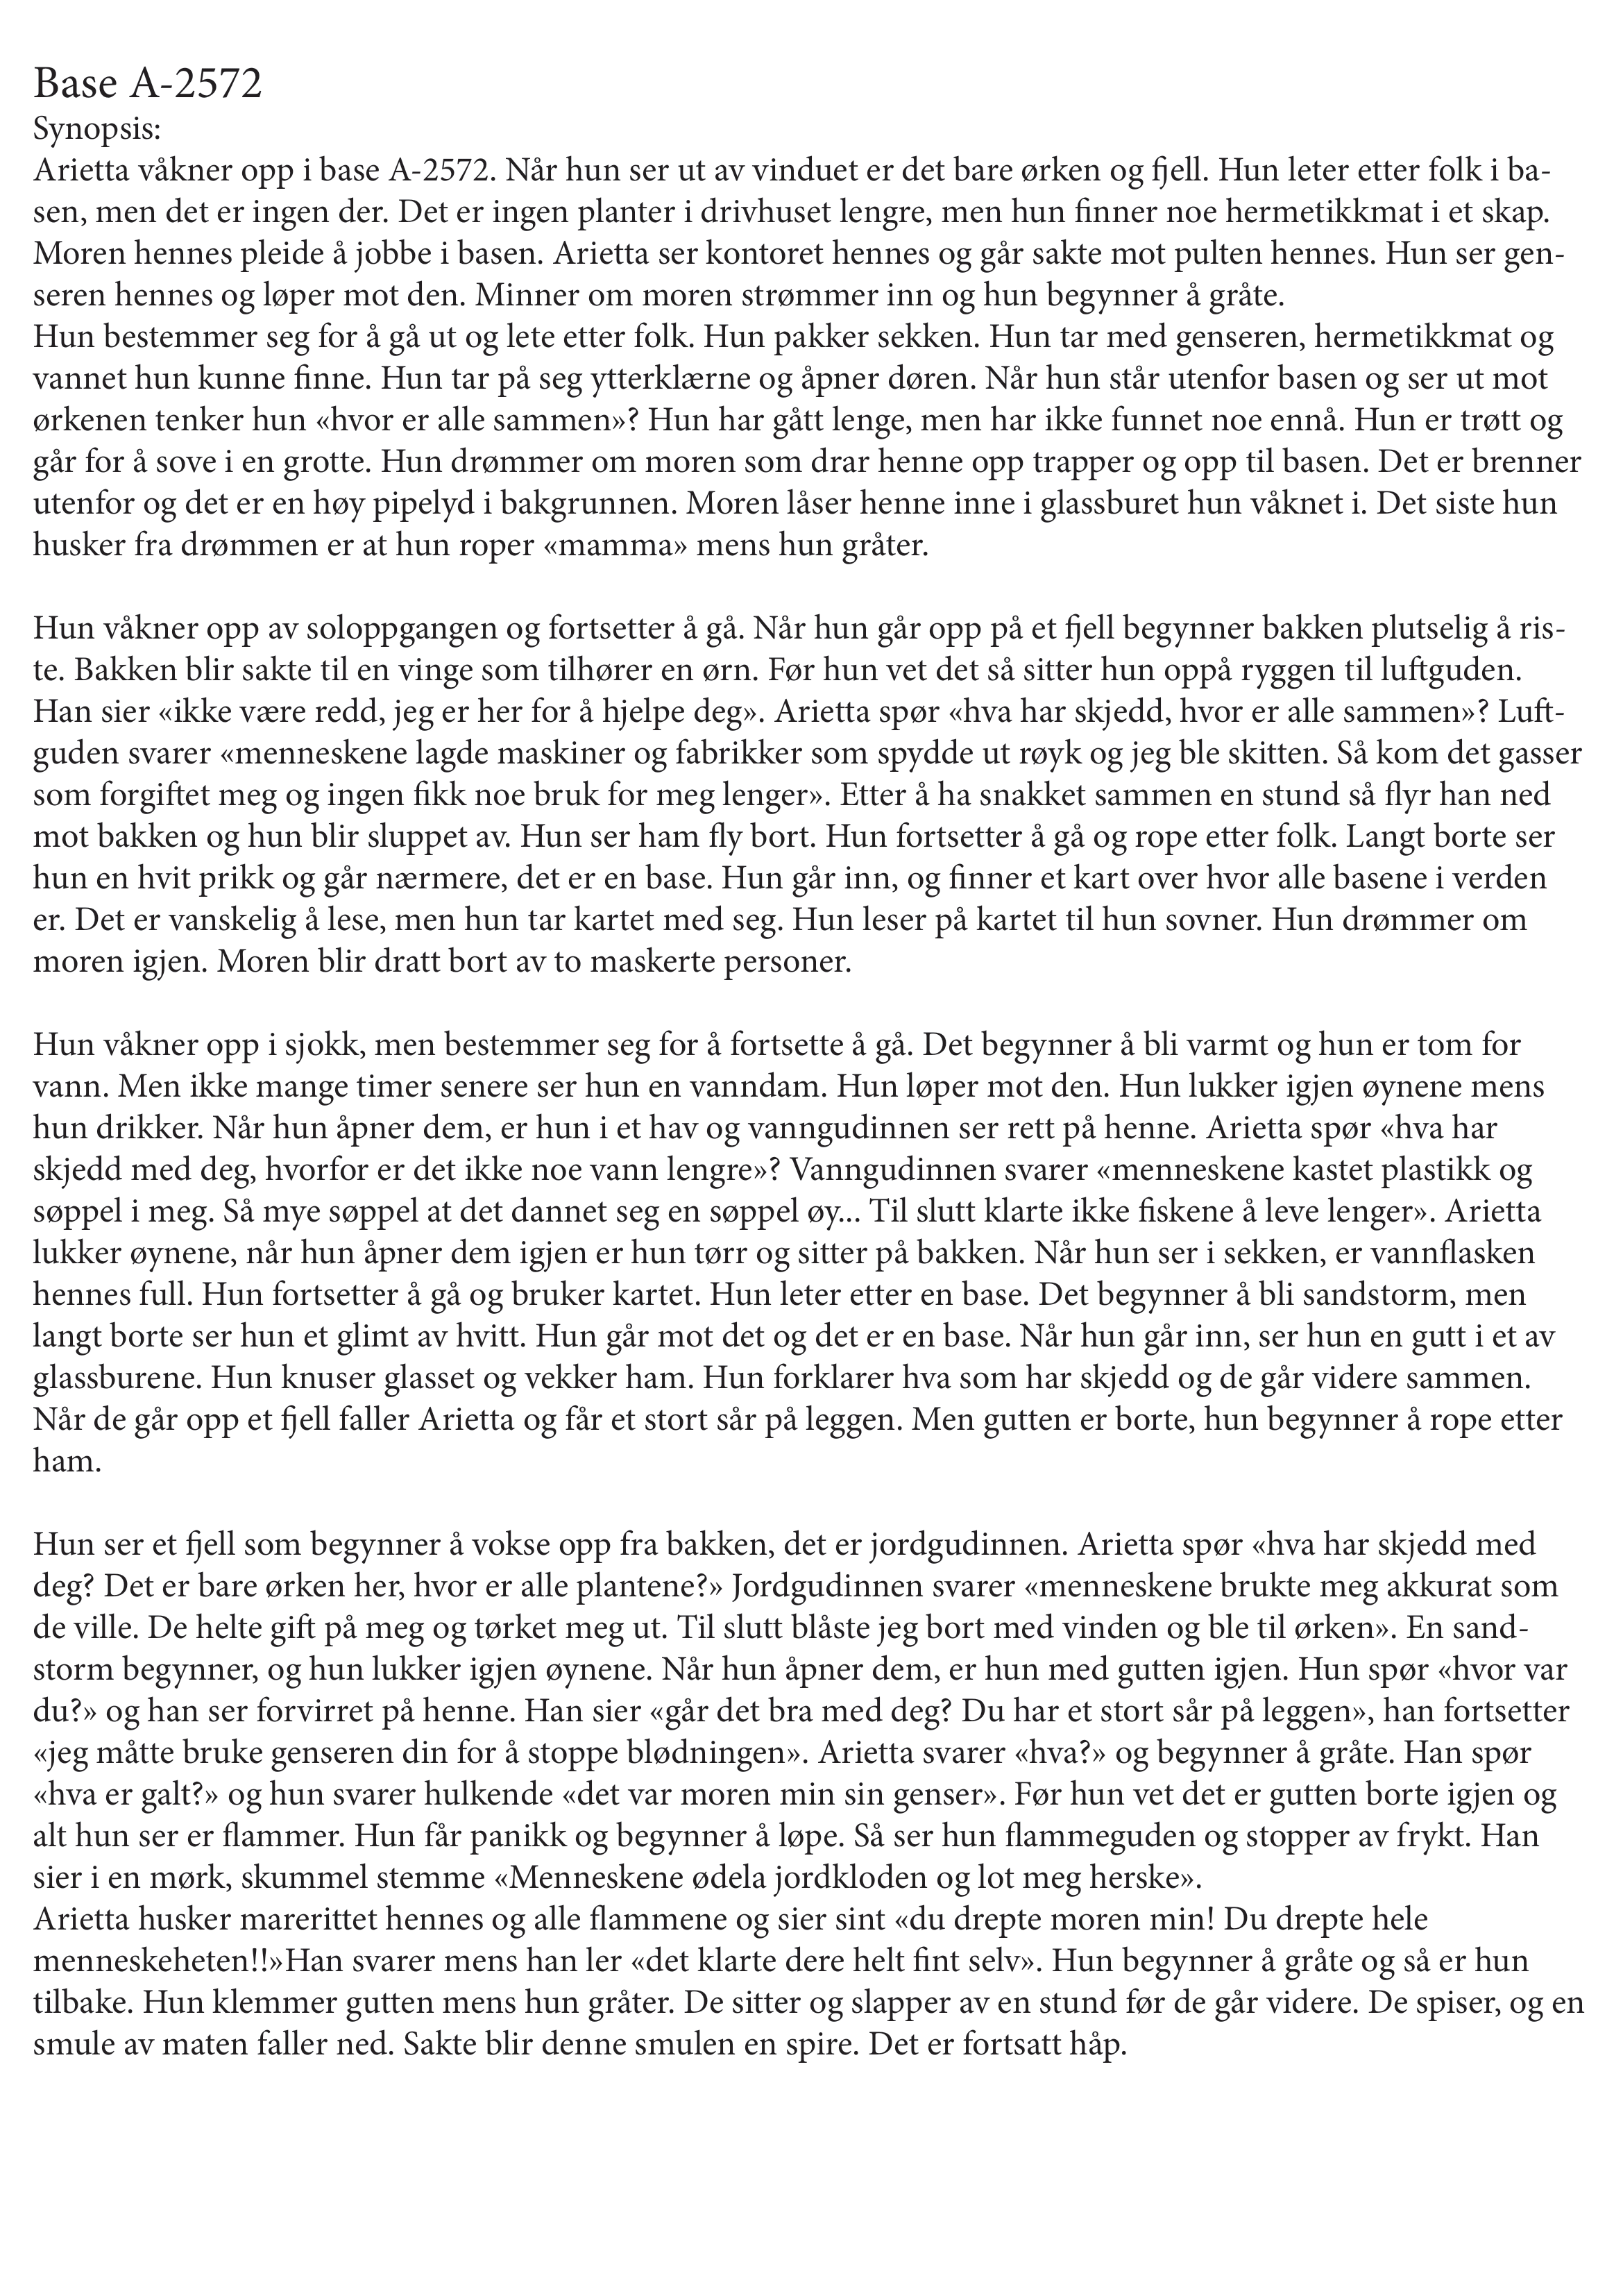 Base A-2572
Synopsis:
Arietta våkner opp i base A-2572. Når hun ser ut av vinduet er det bare ørken og fjell. Hun leter etter folk i ba-
sen, men det er ingen der. Det er ingen planter i drivhuset lengre, men hun finner noe hermetikkmat i et skap.
Moren hennes pleide å jobbe i basen. Arietta ser kontoret hennes og går sakte mot pulten hennes. Hun ser gen-
seren hennes og løper mot den. Minner om moren strømmer inn og hun begynner å gråte.
Hun bestemmer seg for å gå ut og lete etter folk. Hun pakker sekken. Hun tar med genseren, hermetikkmat og
vannet hun kunne finne. Hun tar på seg ytterklærne og åpner døren. Når hun står utenfor basen og ser ut mot
ørkenen tenker hun «hvor er alle sammen»? Hun har gått lenge, men har ikke funnet noe ennå. Hun er trøtt og
går for å sove i en grotte. Hun drømmer om moren som drar henne opp trapper og opp til basen. Det er brenner
utenfor og det er en høy pipelyd i bakgrunnen. Moren låser henne inne i glassburet hun våknet i. Det siste hun
husker fra drømmen er at hun roper «mamma» mens hun gråter.

Hun våkner opp av soloppgangen og fortsetter å gå. Når hun går opp på et fjell begynner bakken plutselig å ris-
te. Bakken blir sakte til en vinge som tilhører en ørn. Før hun vet det så sitter hun oppå ryggen til luftguden.
Han sier «ikke være redd, jeg er her for å hjelpe deg». Arietta spør «hva har skjedd, hvor er alle sammen»? Luft-
guden svarer «menneskene lagde maskiner og fabrikker som spydde ut røyk og jeg ble skitten. Så kom det gasser
som forgiftet meg og ingen fikk noe bruk for meg lenger». Etter å ha snakket sammen en stund så flyr han ned
mot bakken og hun blir sluppet av. Hun ser ham fly bort. Hun fortsetter å gå og rope etter folk. Langt borte ser
hun en hvit prikk og går nærmere, det er en base. Hun går inn, og finner et kart over hvor alle basene i verden
er. Det er vanskelig å lese, men hun tar kartet med seg. Hun leser på kartet til hun sovner. Hun drømmer om
moren igjen. Moren blir dratt bort av to maskerte personer.

Hun våkner opp i sjokk, men bestemmer seg for å fortsette å gå. Det begynner å bli varmt og hun er tom for
vann. Men ikke mange timer senere ser hun en vanndam. Hun løper mot den. Hun lukker igjen øynene mens
hun drikker. Når hun åpner dem, er hun i et hav og vanngudinnen ser rett på henne. Arietta spør «hva har
skjedd med deg, hvorfor er det ikke noe vann lengre»? Vanngudinnen svarer «menneskene kastet plastikk og
søppel i meg. Så mye søppel at det dannet seg en søppel øy... Til slutt klarte ikke fiskene å leve lenger». Arietta
lukker øynene, når hun åpner dem igjen er hun tørr og sitter på bakken. Når hun ser i sekken, er vannflasken
hennes full. Hun fortsetter å gå og bruker kartet. Hun leter etter en base. Det begynner å bli sandstorm, men
langt borte ser hun et glimt av hvitt. Hun går mot det og det er en base. Når hun går inn, ser hun en gutt i et av
glassburene. Hun knuser glasset og vekker ham. Hun forklarer hva som har skjedd og de går videre sammen.
Når de går opp et fjell faller Arietta og får et stort sår på leggen. Men gutten er borte, hun begynner å rope etter
ham.

Hun ser et fjell som begynner å vokse opp fra bakken, det er jordgudinnen. Arietta spør «hva har skjedd med
deg? Det er bare ørken her, hvor er alle plantene?» Jordgudinnen svarer «menneskene brukte meg akkurat som
de ville. De helte gift på meg og tørket meg ut. Til slutt blåste jeg bort med vinden og ble til ørken». En sand-
storm begynner, og hun lukker igjen øynene. Når hun åpner dem, er hun med gutten igjen. Hun spør «hvor var
du?» og han ser forvirret på henne. Han sier «går det bra med deg? Du har et stort sår på leggen», han fortsetter
«jeg måtte bruke genseren din for å stoppe blødningen». Arietta svarer «hva?» og begynner å gråte. Han spør
«hva er galt?» og hun svarer hulkende «det var moren min sin genser». Før hun vet det er gutten borte igjen og
alt hun ser er flammer. Hun får panikk og begynner å løpe. Så ser hun flammeguden og stopper av frykt. Han
sier i en mørk, skummel stemme «Menneskene ødela jordkloden og lot meg herske».
Arietta husker marerittet hennes og alle flammene og sier sint «du drepte moren min! Du drepte hele
menneskeheten!!»Han svarer mens han ler «det klarte dere helt fint selv». Hun begynner å gråte og så er hun
tilbake. Hun klemmer gutten mens hun gråter. De sitter og slapper av en stund før de går videre. De spiser, og en
smule av maten faller ned. Sakte blir denne smulen en spire. Det er fortsatt håp.